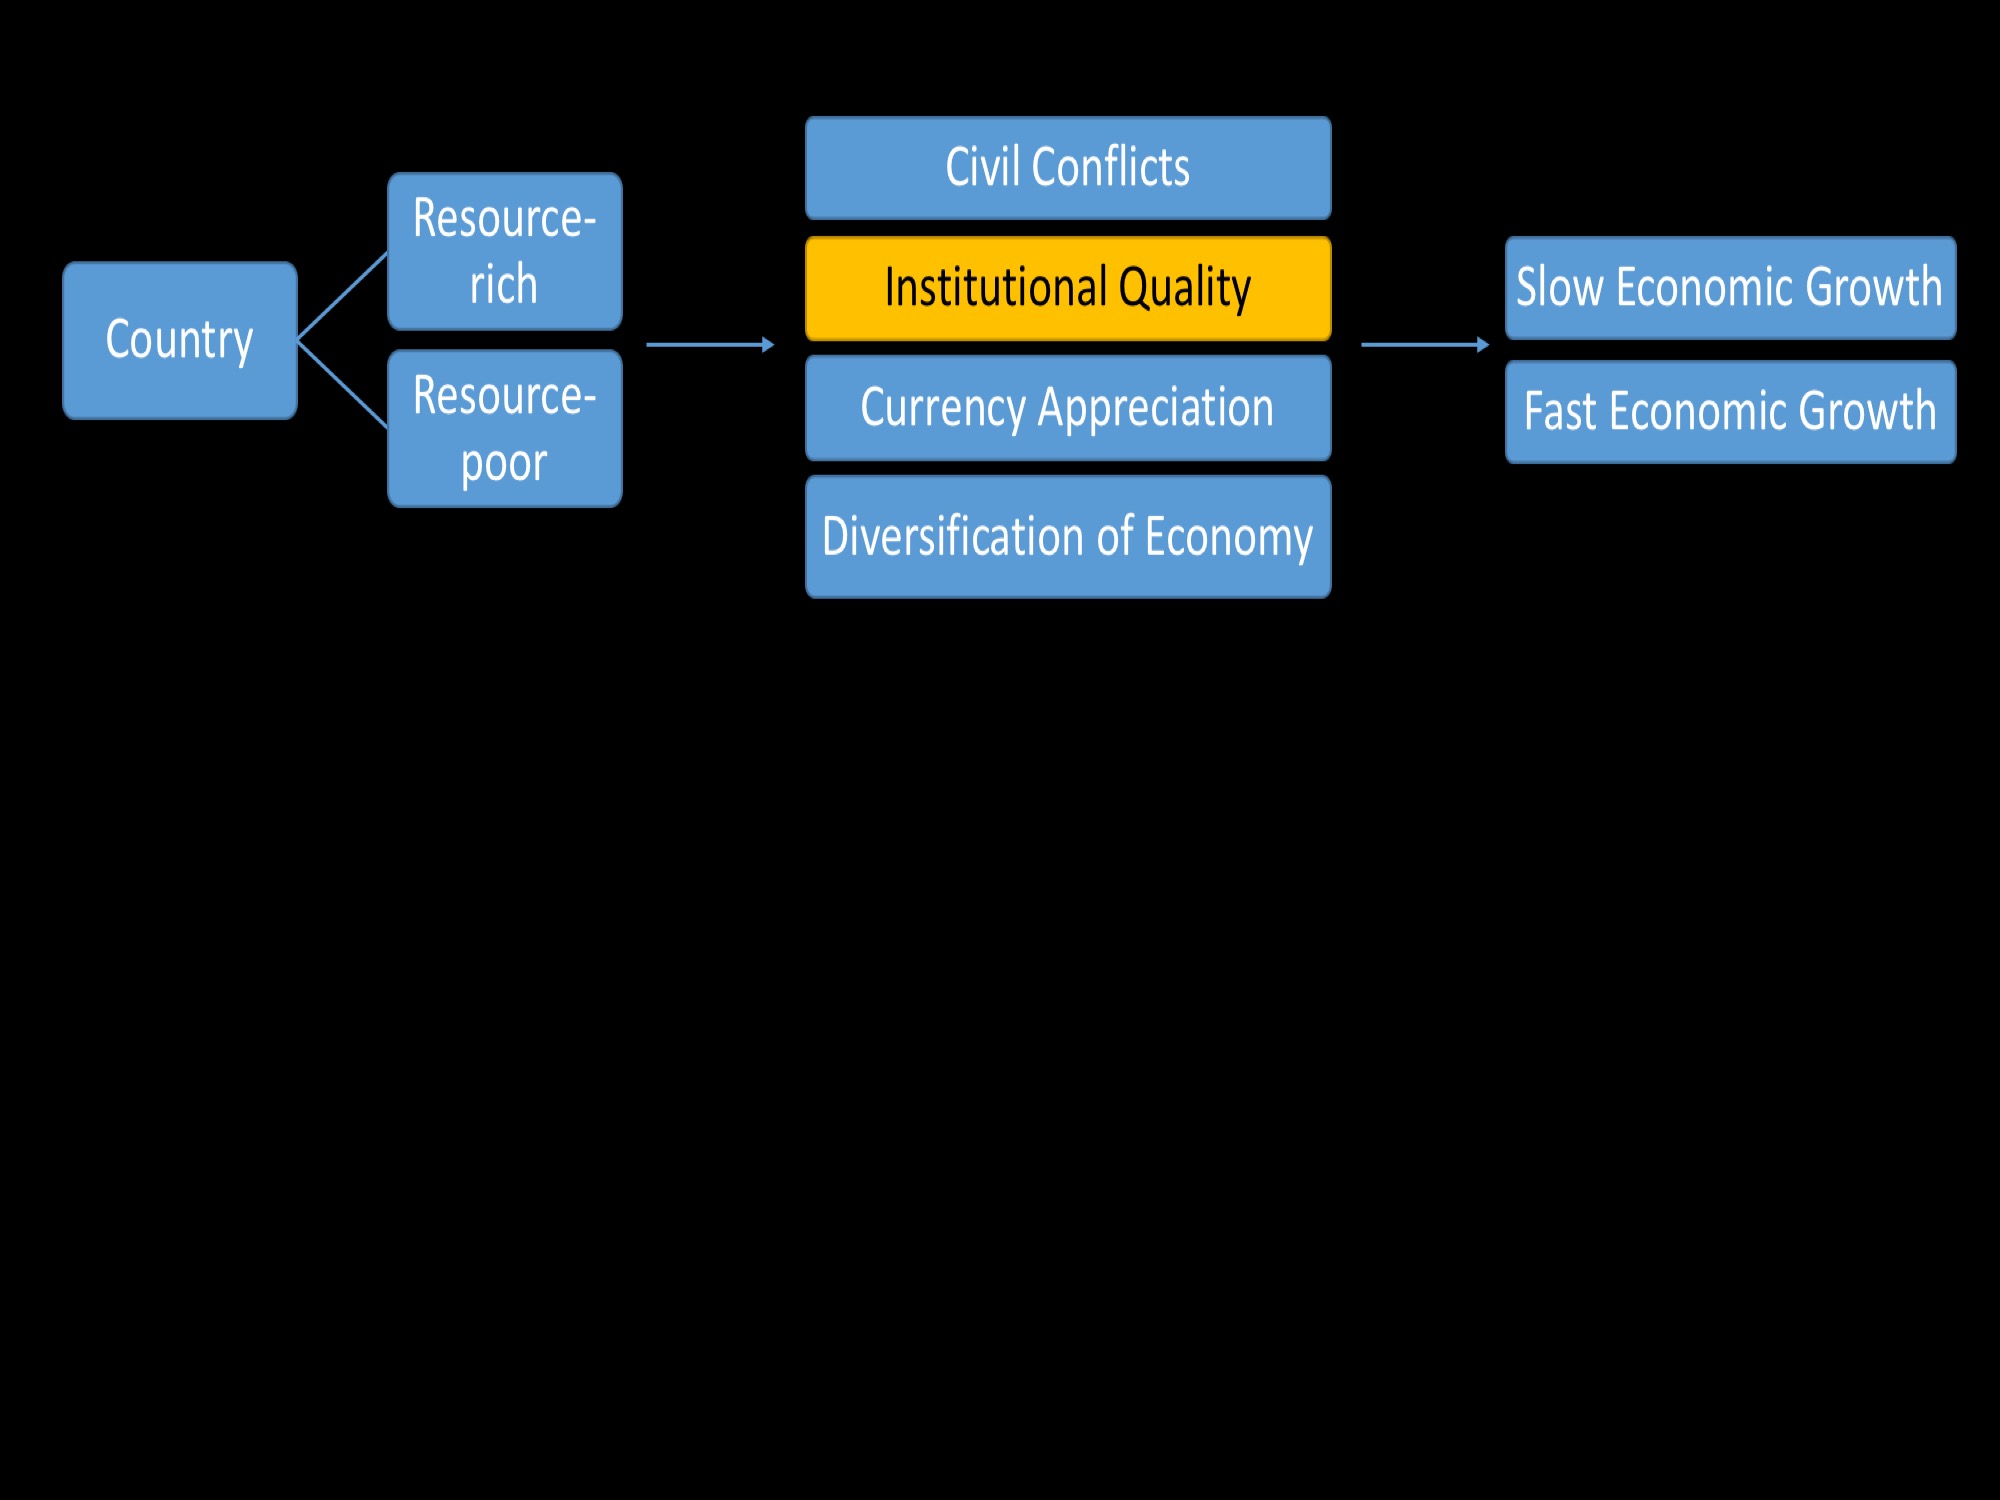 Country
Resource-
rich
Resource-
poor
Civil Conflicts
Institutional Quality
Currency Appreciation
Diversification of Economy
Slow Economic Growth
Fast Economic Growth